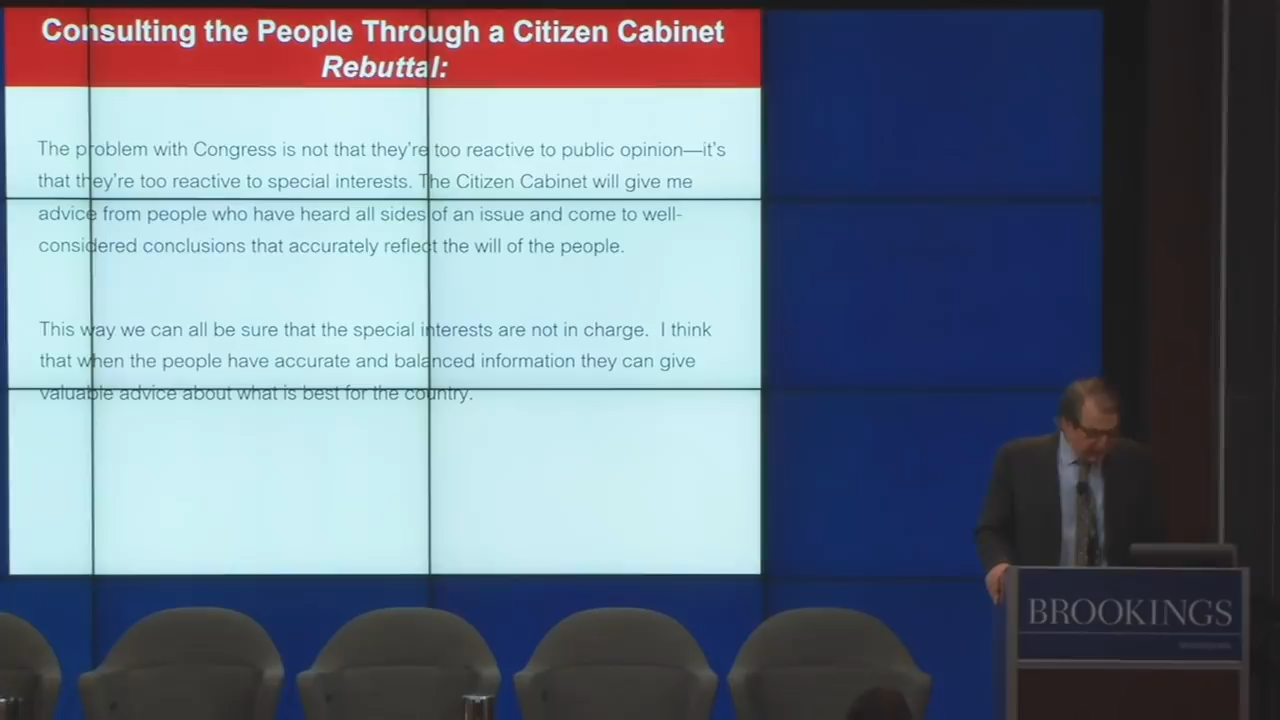 Consulting the People Through a Citizen Cabinet
Rebuttal:
The problem with Congress is not that they're too reactive to public opinion—it's
that they're too reactive to special interests. The Citizen Cabinet will give me
advice from people who have heard all sides of an issue and come to well-
considered conclusions that accurately reflect the will of the people.
This way we can all be sure that the special interests are not in charge.  I think
that when the people have accurate and balanced information they can give
valuable advice about what is best for the country.
BROOKINGS